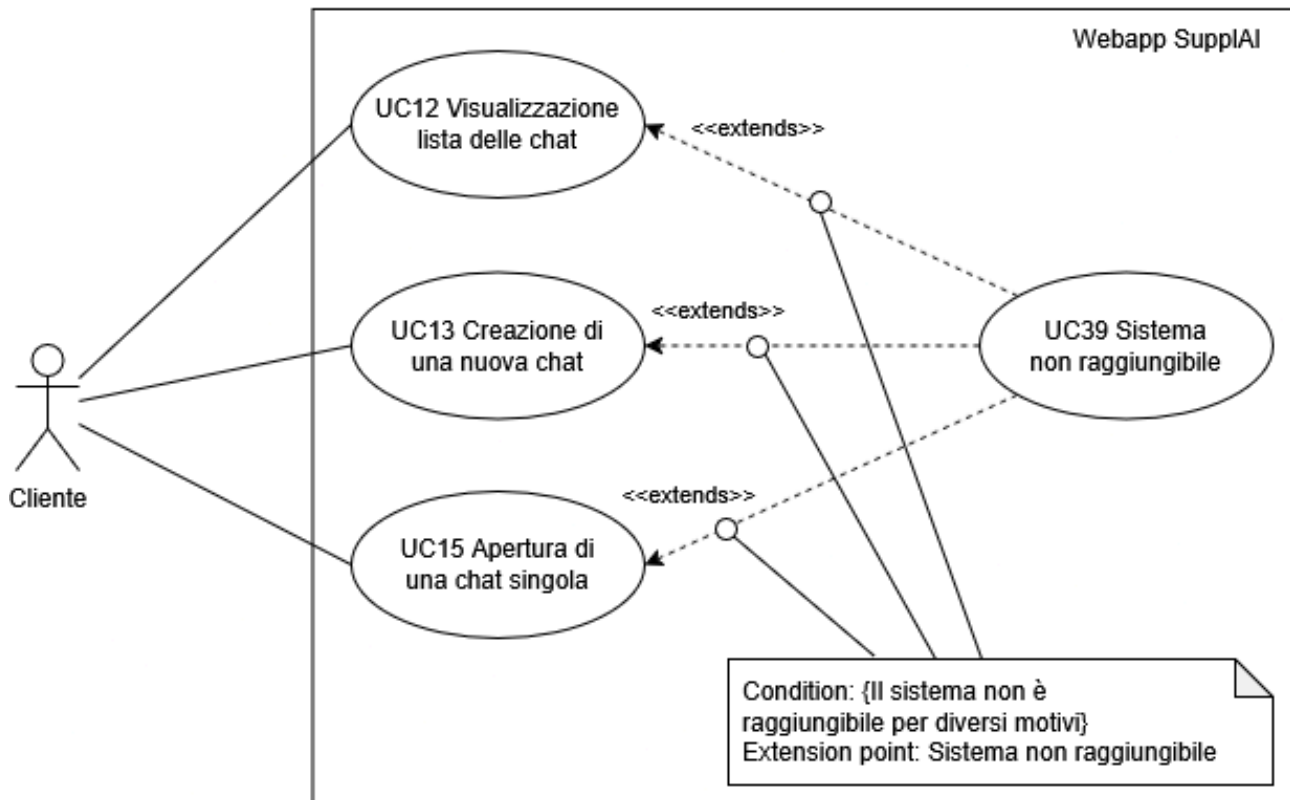 Webapp SupplAI
UC12 Visualizzazione
lista delle chat
<<extends>>
UC13 Creazione di
una nuova chat
<<extends>>
UC39 Sistema
non raggiungibile
Cliente
UC15 Apertura di
una chat singola
<<extends>>
Condition: {Il sistema non è
raggiungibile per diversi motivi}
Extension point: Sistema non raggiungibile